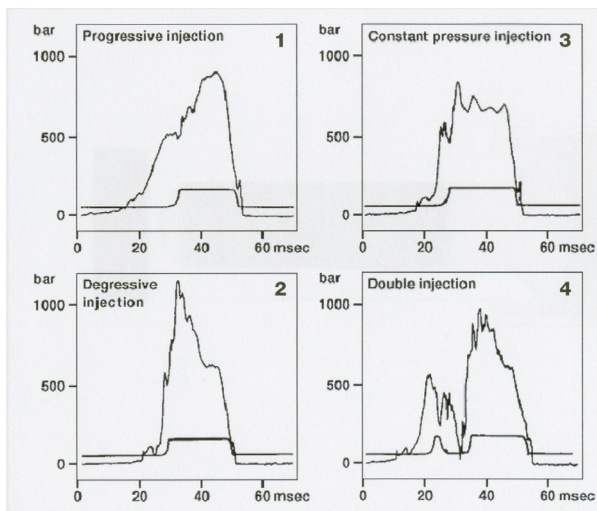 bar
Progressive injection 1
1000
500
0
0 20 40 60 msec
bar
Constant pressure injection 3
1000
500
0
0 20 40 60 msec
bar
Degressive
injection 2
1000
500
0
0 20 40 60 msec
bar
Double injection 4
1000
500
0
0 20 40 60 msec